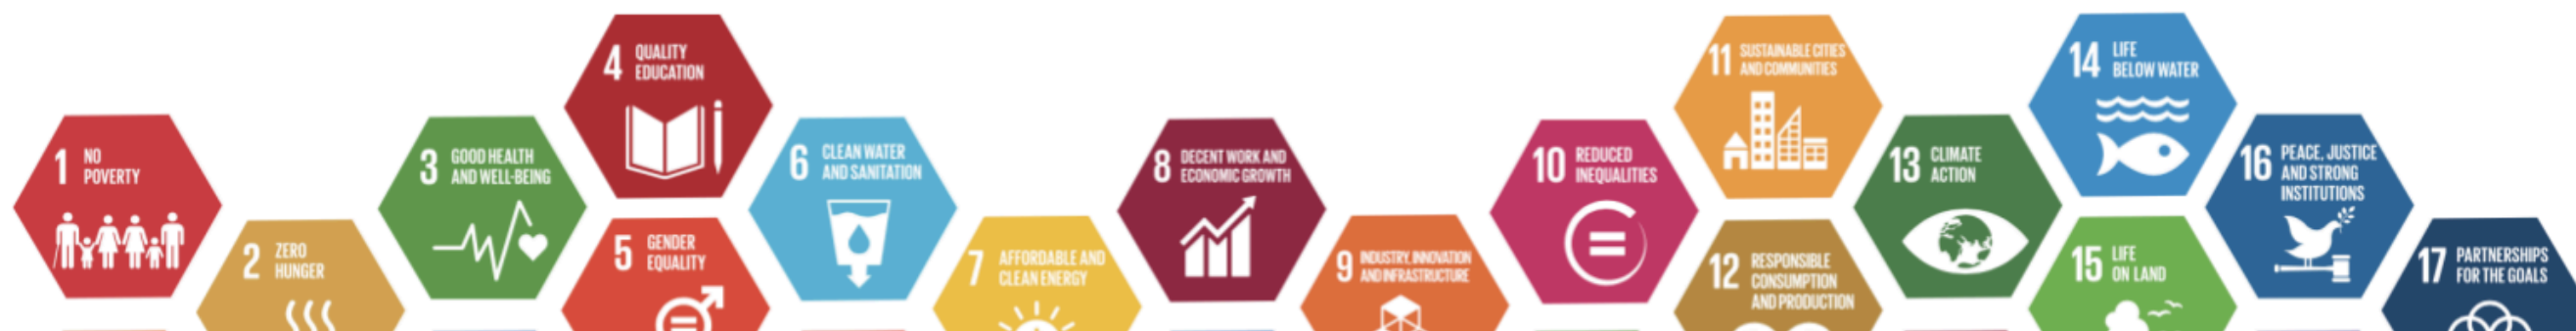 1 NO
POVERTY
2 ZERO
HUNGER
3 GOOD HEALTH
AND WELL-BEING
4 QUALITY
EDUCATION
5 GENDER
EQUALITY
6 CLEAN WATER
AND SANITATION
7 AFFORDABLE AND
CLEAN ENERGY
8 DECENT WORK AND
ECONOMIC GROWTH
9 INDUSTRY, INNOVATION
AND INFRASTRUCTURE
10 REDUCED
INEQUALITIES
11 SUSTAINABLE CITIES
AND COMMUNITIES
12 RESPONSIBLE
CONSUMPTION
AND PRODUCTION
13 CLIMATE
ACTION
14 LIFE
BELOW WATER
15 LIFE
ON LAND
16 PEACE, JUSTICE
AND STRONG
INSTITUTIONS
17 PARTNERSHIPS
FOR THE GOALS